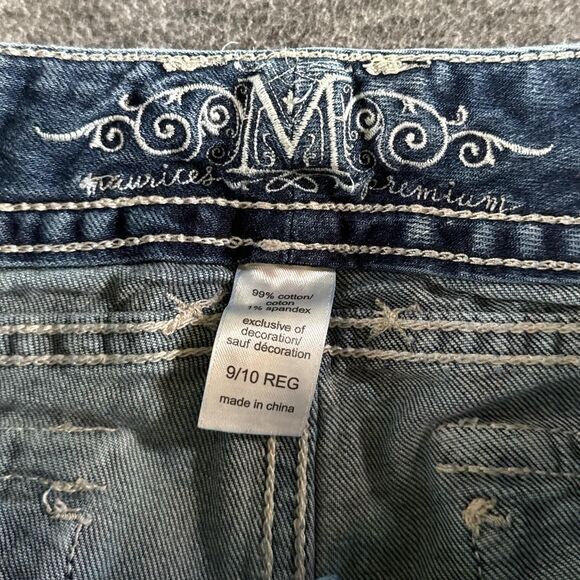 M
maurices premium
99% cotton/
coton
1% spandex
exclusive of
decoration/
sauf décoration
9/10 REG
made in china